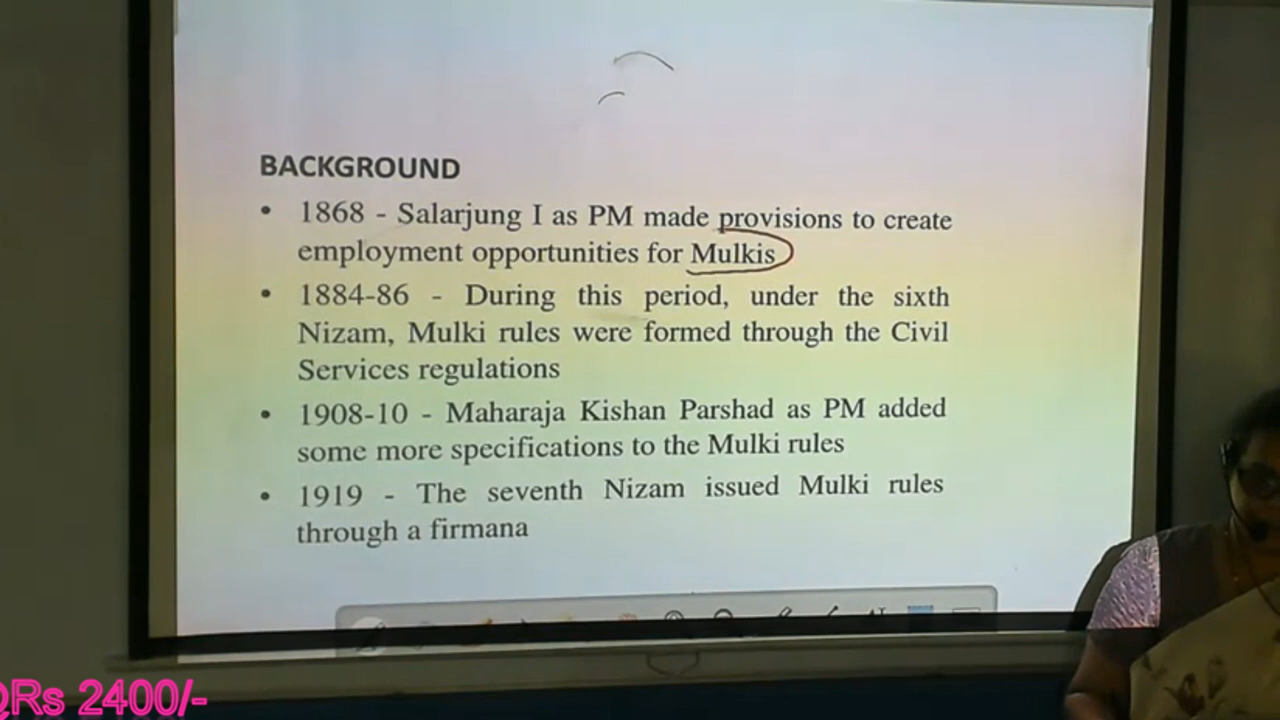 BACKGROUND
• 1868 - Salarjung I as PM made provisions to create
employment opportunities for Mulkis
• 1884-86 - During this period, under the sixth
Nizam, Mulki rules were formed through the Civil
Services regulations
• 1908-10 - Maharaja Kishan Parshad as PM added
some more specifications to the Mulki rules
• 1919 - The seventh Nizam issued Mulki rules
through a firmana
QRs 2400/-